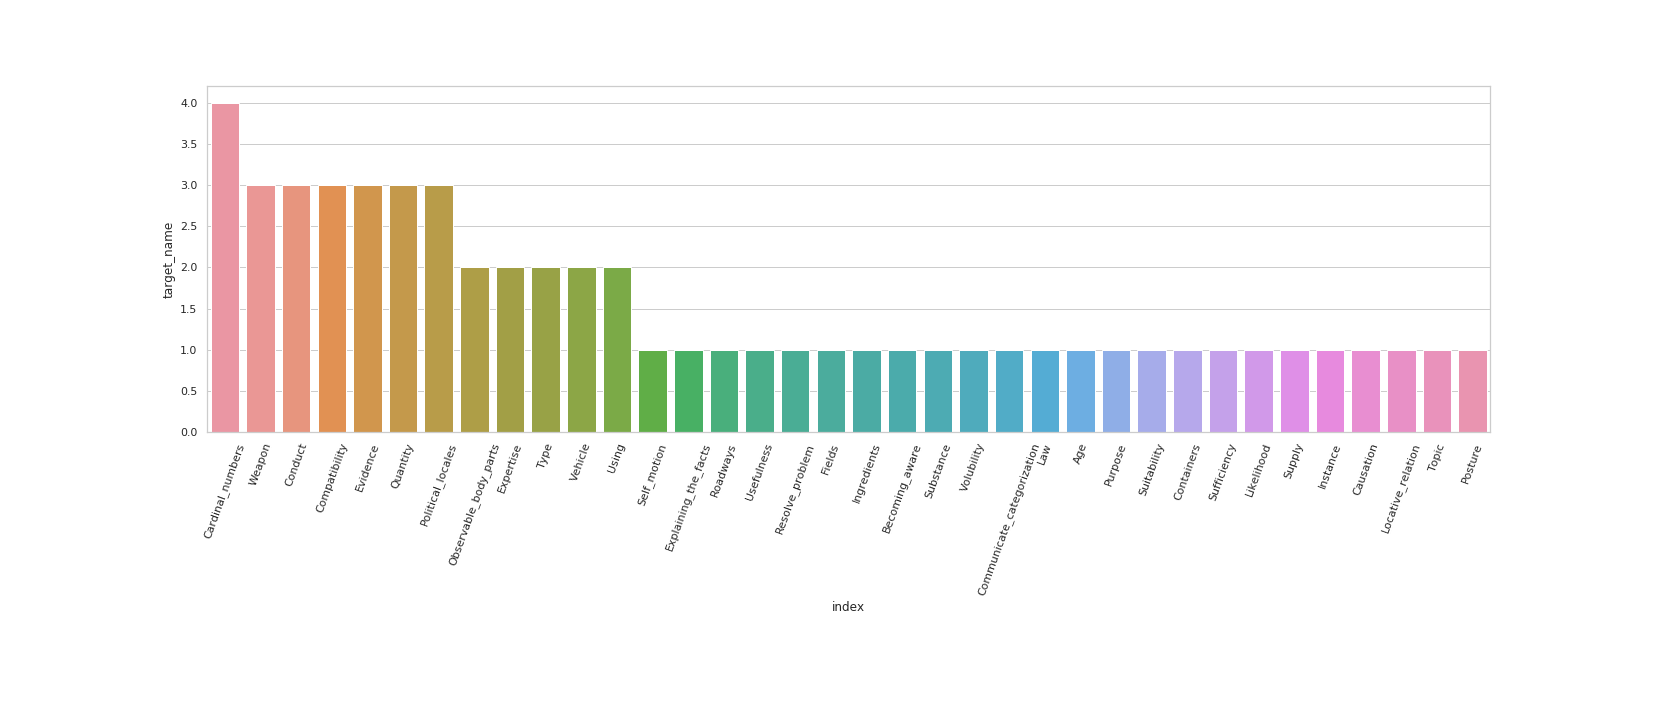 4.0
3.5
3.0
2.5
2.0
1.5
1.0
0.5
0.0
target_name
Cardinal_numbers
Weapon
Conduct
Compatibility
Evidence
Quantity
Political_locales
Observable_body_parts
Expertise
Type
Vehicle
Using
Self_motion
Explaining_the_facts
Roadways
Usefulness
Resolve_problem
Fields
Ingredients
Becoming_aware
Substance
Volubility
Communicate_categorization
Law
Age
Purpose
Suitability
Containers
Sufficiency
Likelihood
Supply
Instance
Causation
Locative_relation
Topic
Posture
index